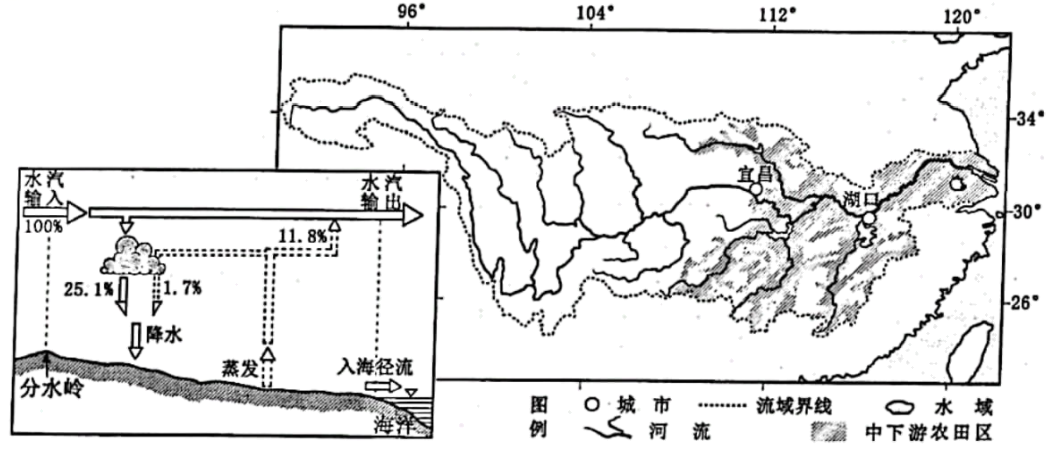 96° 104° 112° 120°
34°
30°
26°
宜昌
湖口
水汽
输入
水汽
输出
100%
11.8%
25.1%
1.7%
降水
蒸发
入海径流
分水岭
海洋
图例
城市
流域界线
水域
河流
中下游农田区